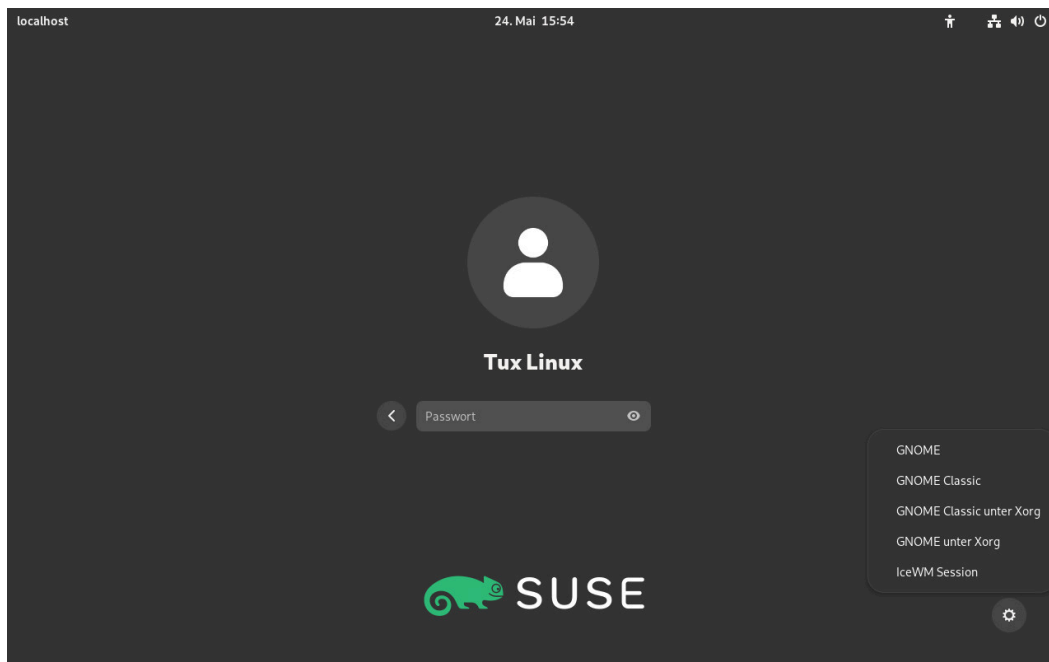 localhost
24. Mai 15:54
Tux Linux
Passwort
GNOME
GNOME Classic
GNOME Classic unter Xorg
GNOME unter Xorg
IceWM Session
SUSE